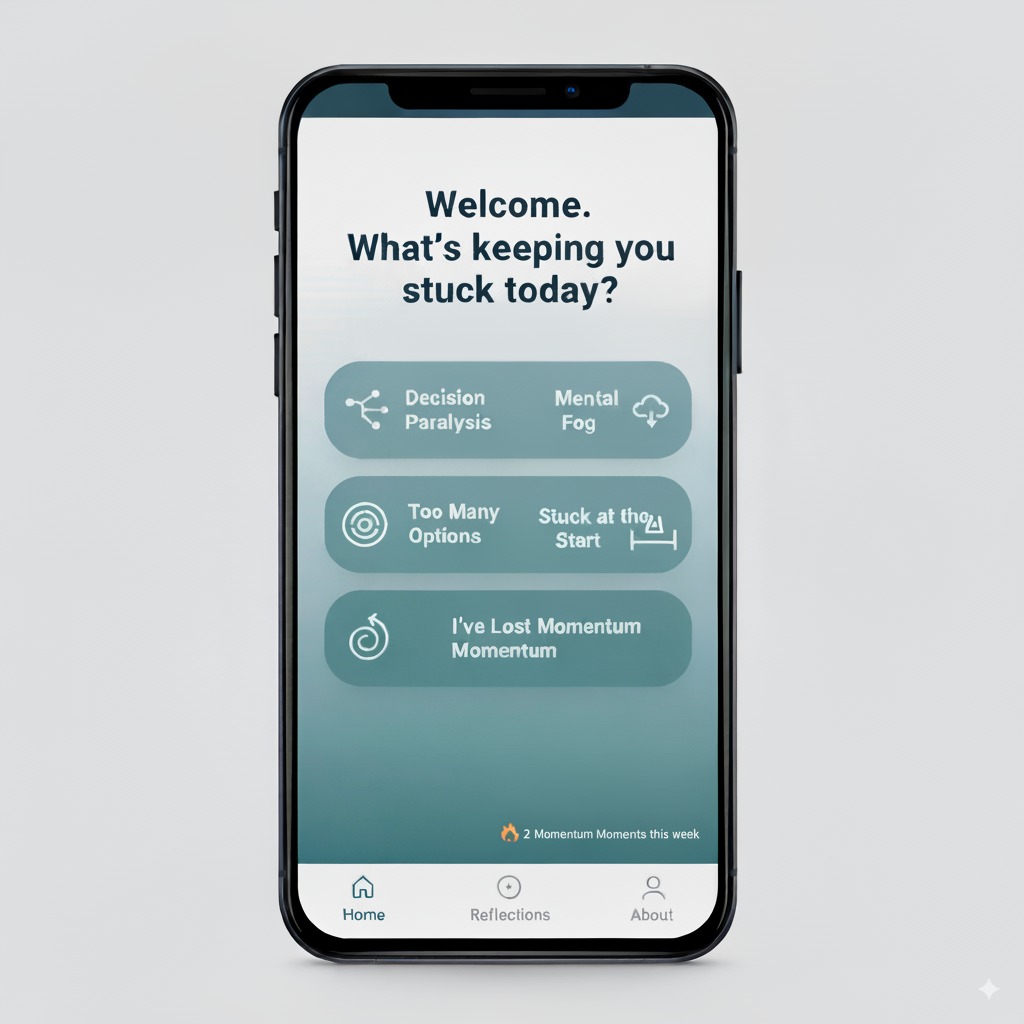 Welcome.
What's keeping you
stuck today?
Decision
Paralysis
Mental
Fog
Too Many
Options
Stuck at the
Start
I've Lost Momentum
Momentum
2 Momentum Moments this week
Home
Reflections
About